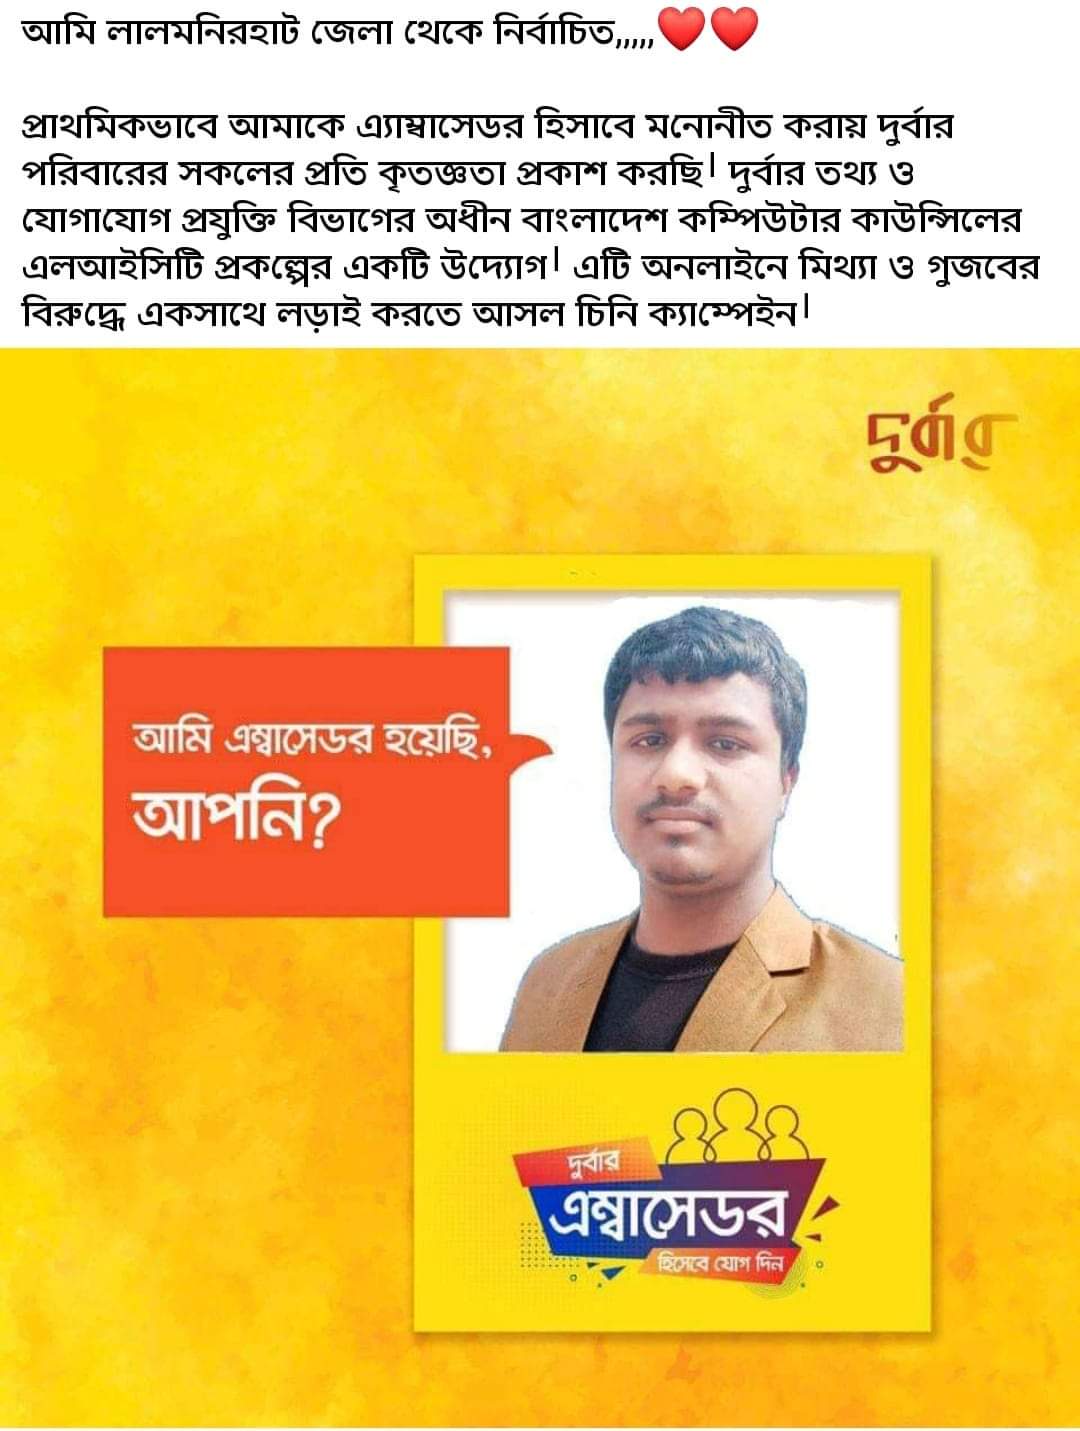 আমি লালমনিরহাট জেলা থেকে নির্বাচিত,,,,,❤️❤️
প্রাথমিকভাবে আমাকে এ্যাম্বাসেডর হিসাবে মনোনীত করায় দুর্বার
পরিবারের সকলের প্রতি কৃতজ্ঞতা প্রকাশ করছি। দুর্বার তথ্য ও
যোগাযোগ প্রযুক্তি বিভাগের অধীন বাংলাদেশ কম্পিউটার কাউন্সিলের
এলআইসিটি প্রকল্পের একটি উদ্যোগ। এটি অনলাইনে মিথ্যা ও গুজবের
বিরুদ্ধে একসাথে লড়াই করতে আসল চিনি ক্যাম্পেইন।
দুর্বার
আমি এম্বাসেডর হয়েছি,
আপনি?
দুর্বার
এম্বাসেডর
হিসেবে যোগ দিন